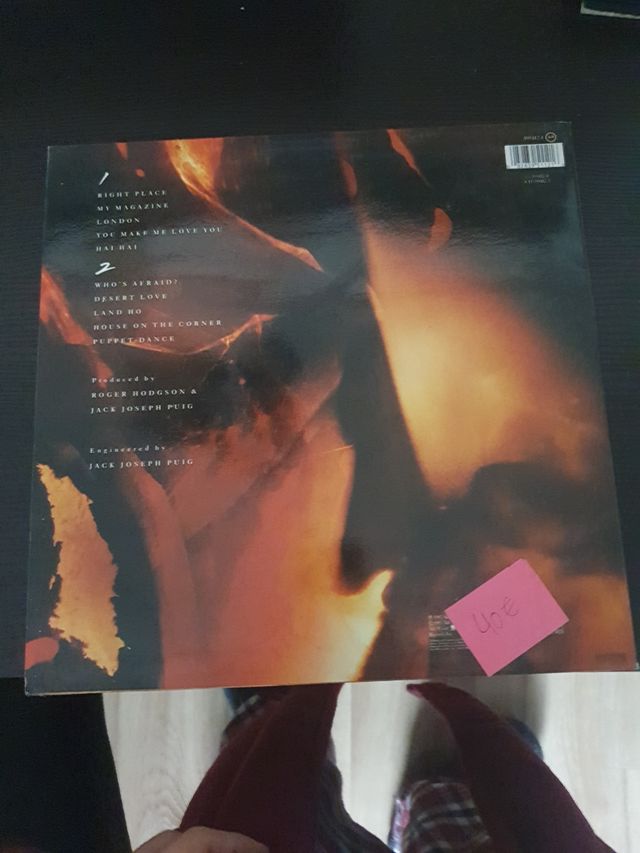 1
RIGHT PLACE
MY MAGAZINE
LONDON
YOU MAKE ME LOVE YOU
HAI HAI
2
WHO'S AFRAID?
DESERT LOVE
LAND HO
HOUSE ON THE CORNER
PUPPET DANCE
Produced by
ROGER HODGSON &
JACK JOSEPH PUIG
Engineered by
JACK JOSEPH PUIG
40€